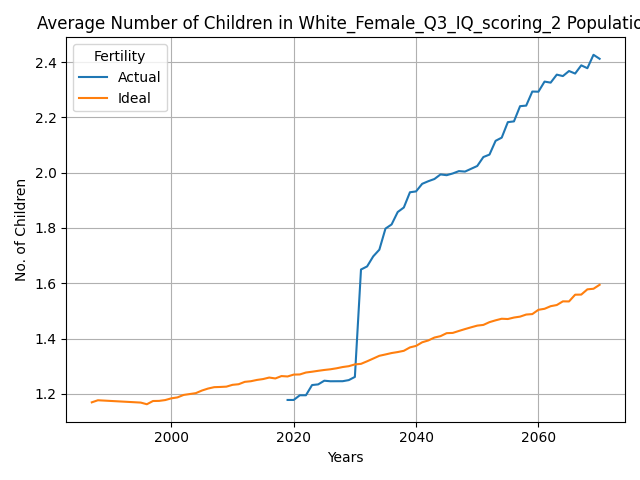 Average Number of Children in White_Female_Q3_IQ_scoring_2 Populatio
Fertility
Actual
Ideal
2.4
2.2
2.0
1.8
1.6
1.4
1.2
No. of Children
2000
2020
2040
2060
Years